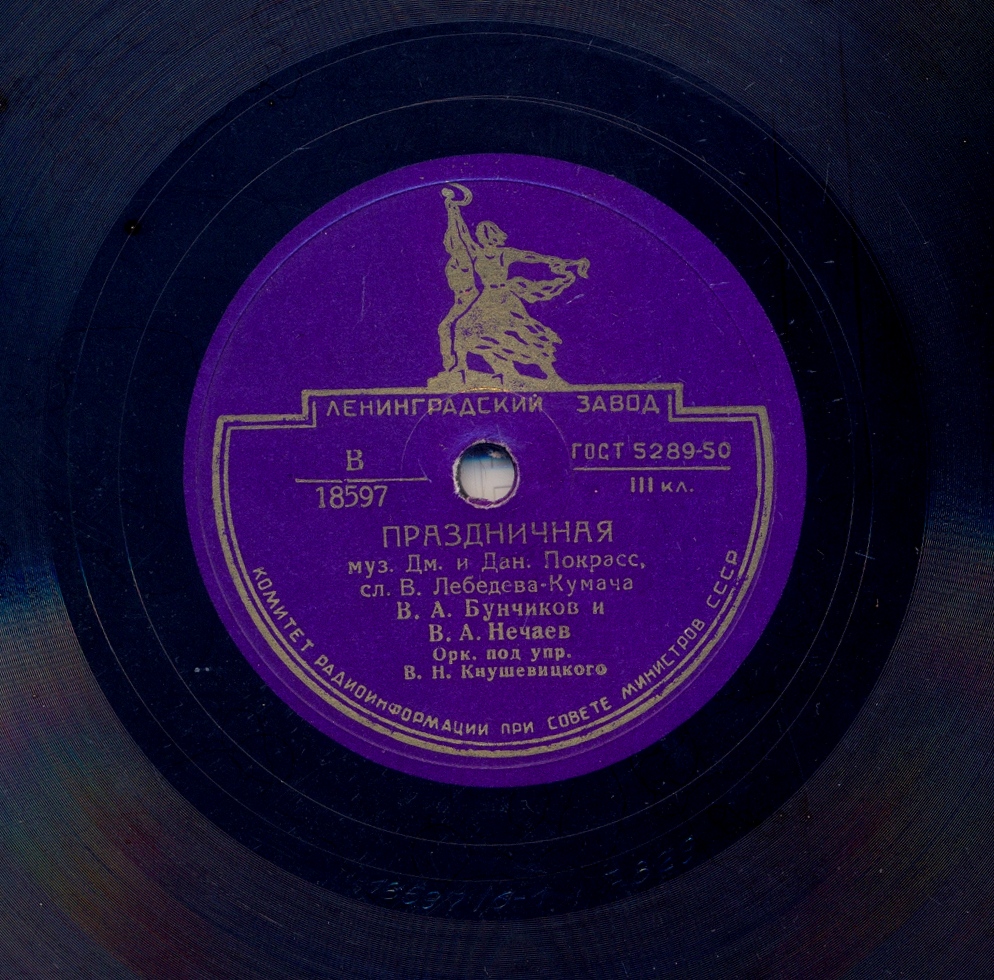 ЛЕНИНГРАДСКИЙ ЗАВОД
В
18597
ГОСТ 5289-50
III кл.
ПРАЗДНИЧНАЯ
муз. Дм. и Дан. Покрасс,
сл. В. Лебедева-Кумача
В. А. Бунчиков и
В. А. Нечаев
Орк. под упр.
В. Н. Кнушевицкого
КОМИТЕТ РАДИОИНФОРМАЦИИ ПРИ СОВЕТЕ МИНИСТРОВ СССР